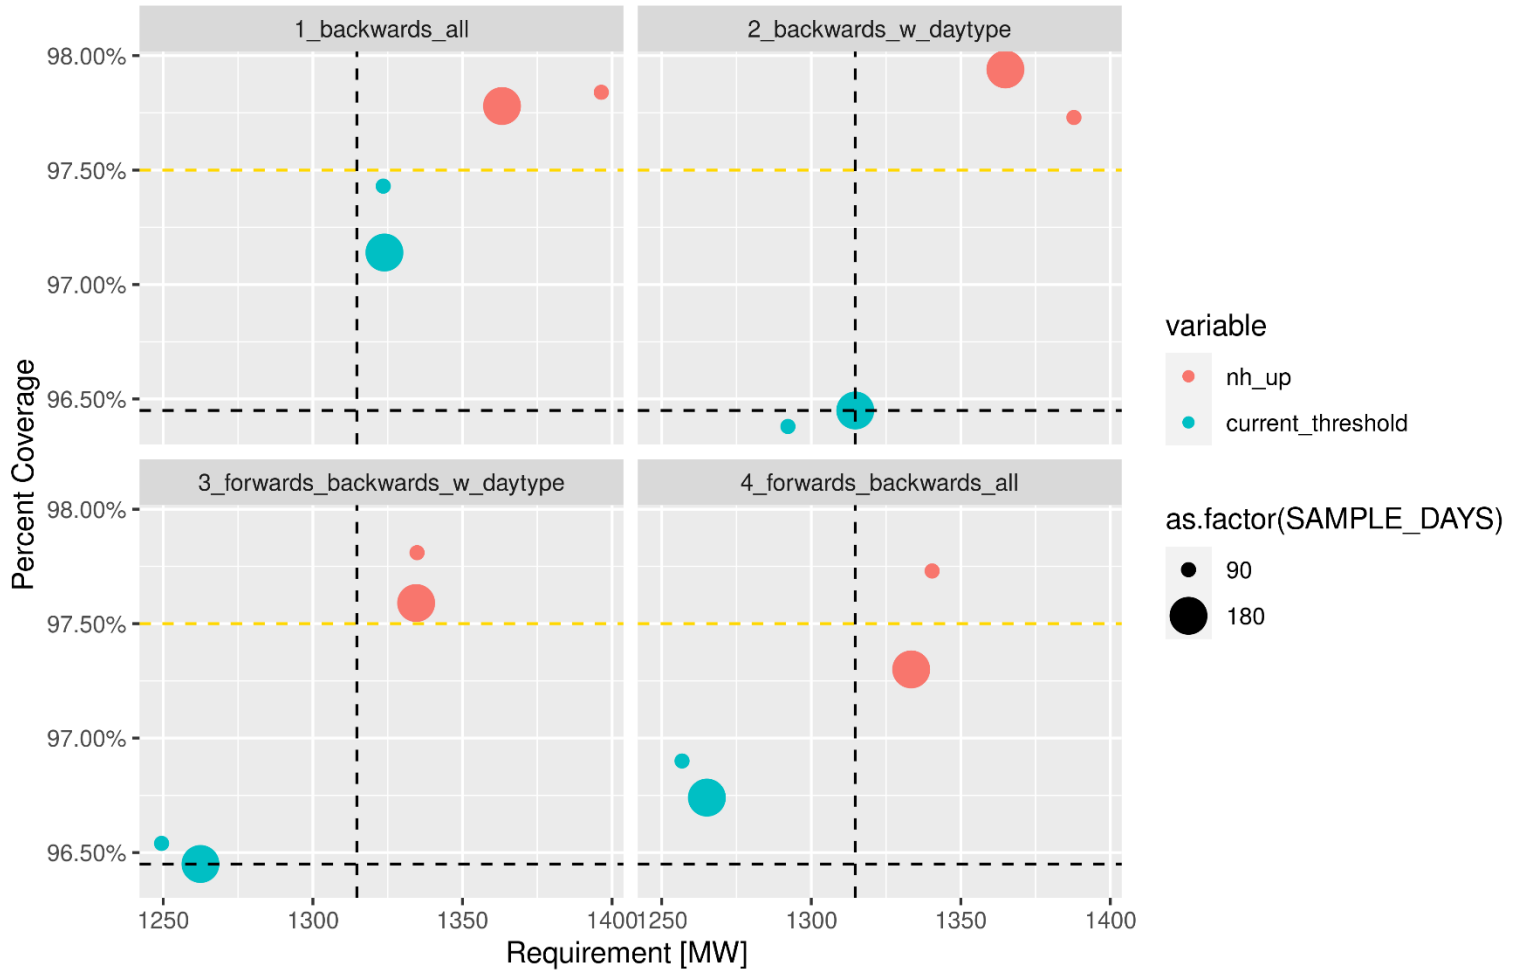 1_backwards_all
2_backwards_w_daytype
98.00%
97.50%
97.00%
96.50%
3_forwards_backwards_w_daytype
4_forwards_backwards_all
98.00%
97.50%
97.00%
96.50%
Percent Coverage
1250 1300 1350 1400
1250 1300 1350 1400
Requirement [MW]
variable
nh_up
current_threshold
as.factor(SAMPLE_DAYS)
90
180